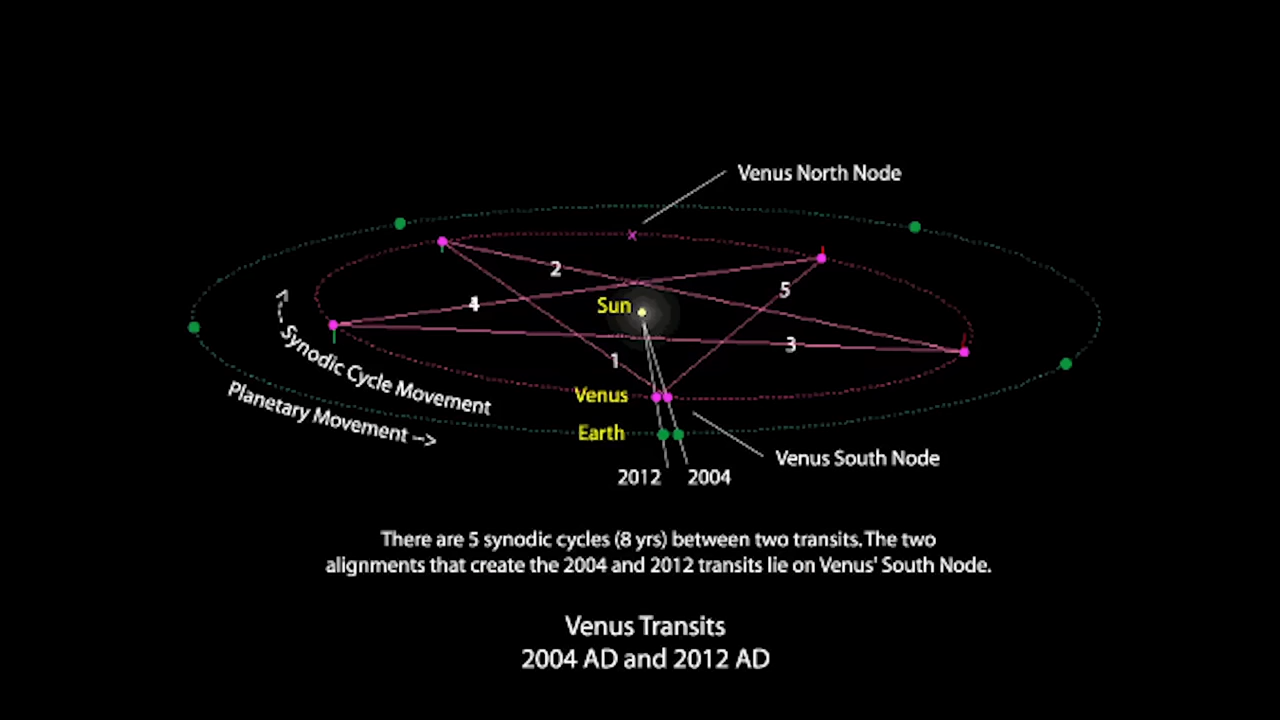 Venus North Node
2
5
4
Sun
3
1
Synodic Cycle Movement -->
Venus
Planetary Movement -->
Earth
Venus South Node
2012
2004
There are 5 synodic cycles (8 yrs) between two transits. The two
alignments that create the 2004 and 2012 transits lie on Venus' South Node.
Venus Transits
2004 AD and 2012 AD